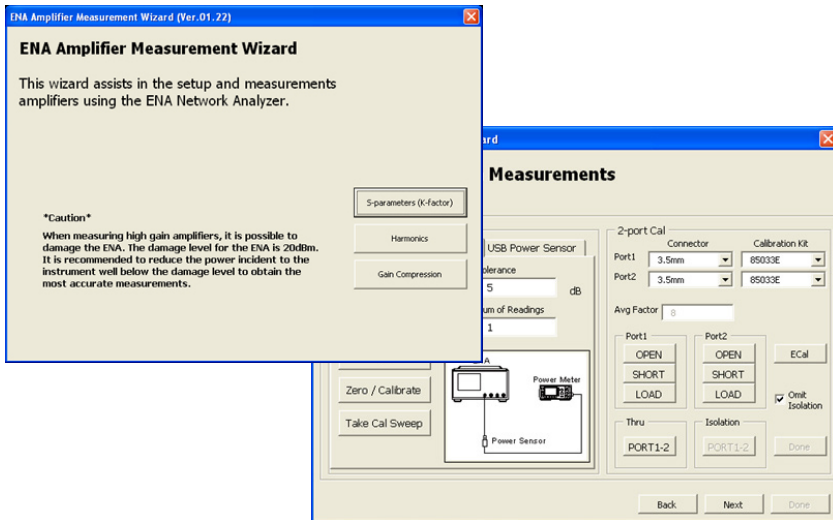 ENA Amplifier Measurement Wizard (Ver.01.22)
ENA Amplifier Measurement Wizard
This wizard assists in the setup and measurements
amplifiers using the ENA Network Analyzer.
*Caution*
When measuring high gain amplifiers, it is possible to
damage the ENA. The damage level for the ENA is 20dBm.
It is recommended to reduce the power incident to the
instrument well below the damage level to obtain the
most accurate measurements.
S-parameters (K-factor)
Harmonics
Gain Compression
Measurements
USB Power Sensor
5
dB
of Readings
1
Zero / Calibrate
Take Cal Sweep
Power Meter
Power Sensor
2-port Cal
Connector
Calibration Kit
Port1
3.5mm
85033E
Port2
3.5mm
85033E
Avg Factor
8
Port1
Port2
OPEN
OPEN
ECal
SHORT
SHORT
LOAD
LOAD
Omit
Isolation
Thru
Isolation
PORT1-2
PORT1-2
Done
Back
Next
Done